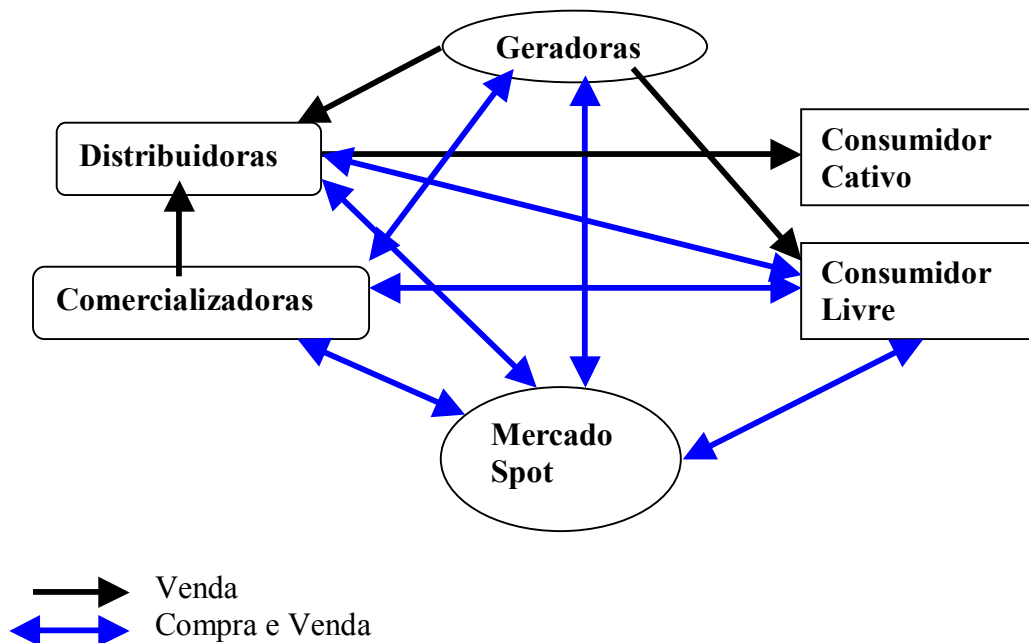 Geradoras
Distribuidoras
Consumidor
Cativo
Comercializadoras
Consumidor
Livre
Mercado
Spot
Venda
Compra e Venda